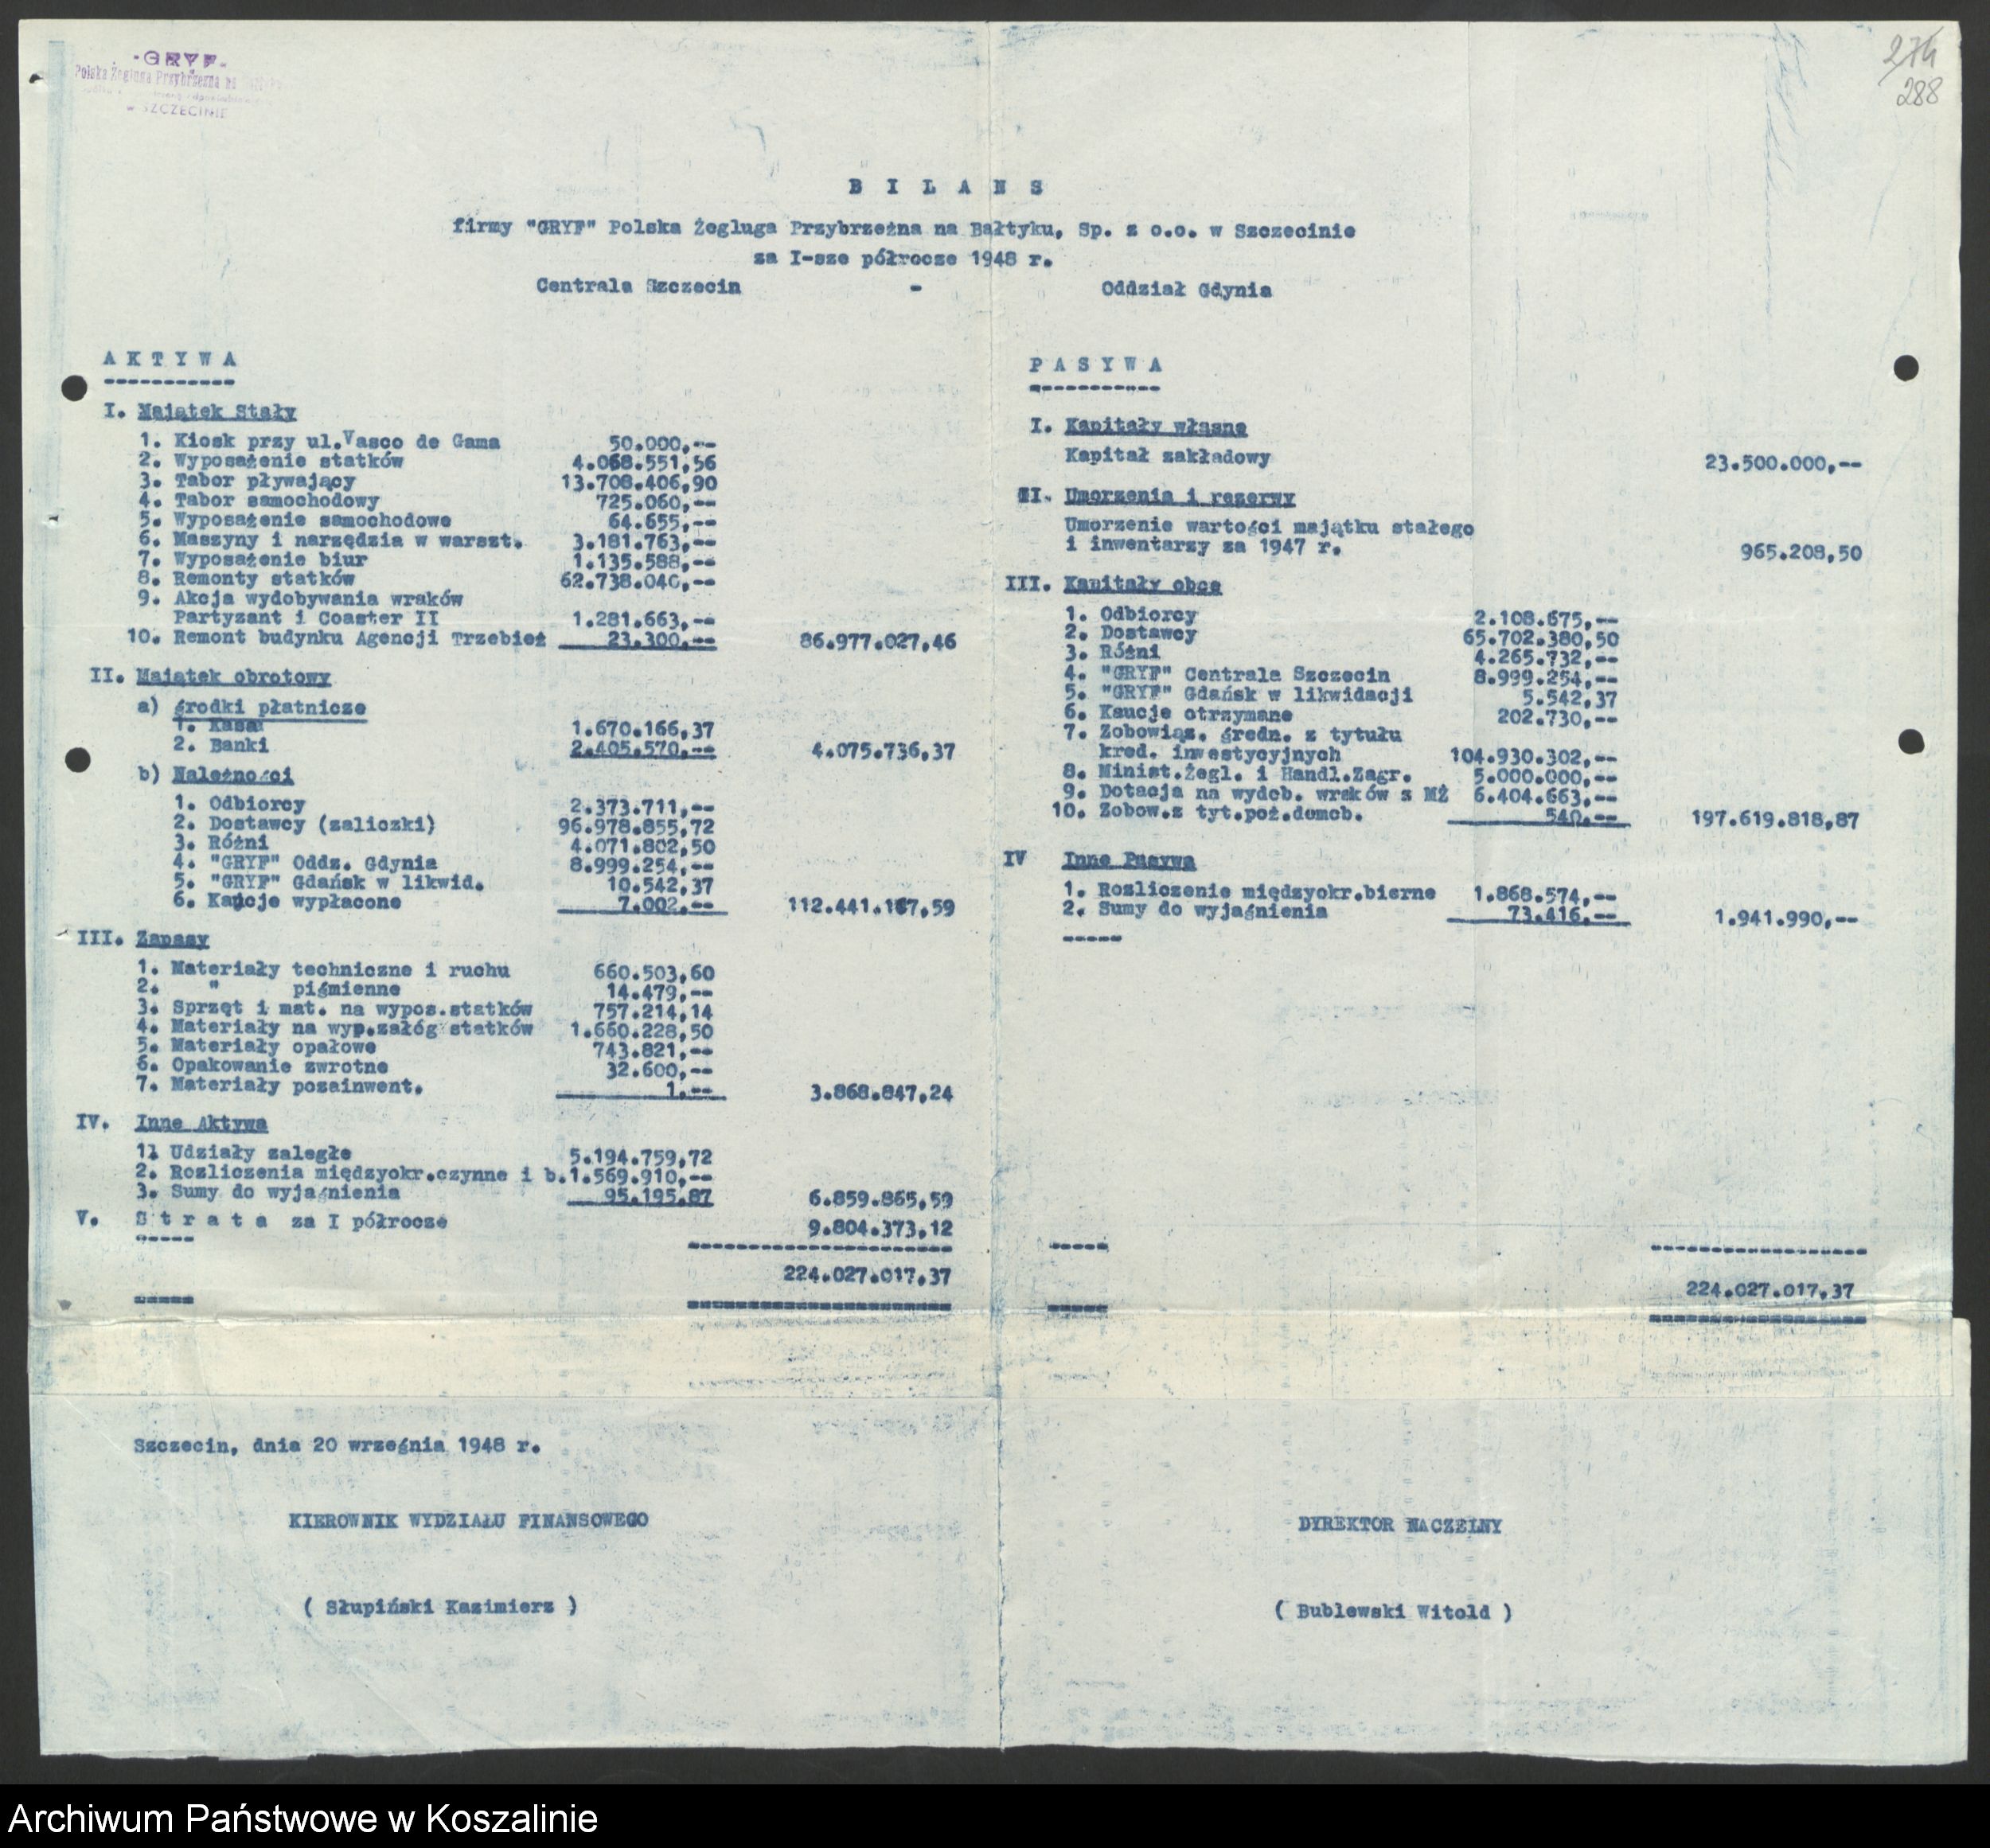 -GRYF-
Polska Żegluga Przybrzeżna na
w SZCZECINIE
274
288
B I L A N S
firmy "GRYF" Polska Żegluga Przybrzeżna na Bałtyku, Sp. z o.o. w Szczecinie
za I-sze półrocze 1948 r.
Centrala Szczecin - Oddział Gdynia
A K T Y W A
I. Majątek Stały
1. Kiosk przy ul.Vasco de Gama 50.000,--
2. Wyposażenie statków 4.068.551,56
3. Tabor pływający 13.708.406,90
4. Tabor samochodowy 725.060,--
5. Wyposażenie samochodowe 64.655,--
6. Maszyny i narzędzia w warszt. 3.181.763,--
7. Wyposażenie biur 1.135.588,--
8. Remonty statków 62.738.040,--
9. Akcja wydobywania wraków
Partyzant i Coaster II 1.281.663,--
10. Remont budynku Agencji Trzebież 23.300,-- 86.977.027,46
II. Majątek obrotowy
a) środki płatnicze
1. Kasa 1.670.166,37
2. Banki 2.405.570,-- 4.075.736,37
b) Należności
1. Odbiorcy 2.373.711,--
2. Dostawcy (zaliczki) 96.978.855,72
3. Różni 4.071.802,50
4. "GRYF" Oddz. Gdynia 8.999.254,--
5. "GRYF" Gdańsk w likwid. 10.542,37
6. Kaucje wypłacone 7.002,-- 112.441.167,59
III. Zapasy
1. Materiały techniczne i ruchu 660.503,60
2. " piśmienne 14.479,--
3. Sprzęt i mat. na wypos.statków 757.214,14
4. Materiały na wyp.załóg statków 1.660.228,50
5. Materiały opałowe 743.821,--
6. Opakowanie zwrotne 32.600,--
7. Materiały pozainwent. 1.-- 3.868.847,24
IV. Inne Aktywa
1. Udziały zaległe 5.194.759,72
2. Rozliczenia międzyokr.czynne i b.1.569.910,--
3. Sumy do wyjaśnienia 95.195.87 6.859.865,59
V. S t r a t a za I półrocze 9.804.373,12
224.027.017,37
P A S Y W A
I. Kapitały własne
Kapitał zakładowy 23.500.000,--
II. Umorzenia i rezerwy
Umorzenie wartości majątku stałego
i inwentarzy za 1947 r. 965.208,50
III. Kapitały obce
1. Odbiorcy 2.108.675,--
2. Dostawcy 65.702.380,50
3. Różni 4.265.732,--
4. "GRYF" Centrala Szczecin 8.999.254,--
5. "GRYF" Gdańsk w likwidacji 5.542,37
6. Kaucje otrzymane 202.730,--
7. Zobowiąz. średn. z tytułu
kred. inwestycyjnych 104.930.302,--
8. Minist.Żegl. i Handl.Zagr. 5.000.000,--
9. Dotacja na wydob. wraków z MŻ 6.404.663,--
10. Zobow.z tyt.poż.domob. 540.-- 197.619.818,87
IV Inne Pasywa
1. Rozliczenie międzyokr.bierne 1.868.574,--
2. Sumy do wyjaśnienia 73.416,-- 1.941.990,--
224.027.017,37
Szczecin, dnia 20 września 1948 r.
KIEROWNIK WYDZIAŁU FINANSOWEGO
( Słupiński Kazimierz )
DYREKTOR NACZELNY
( Bublewski Witold )
Archiwum Państwowe w Koszalinie